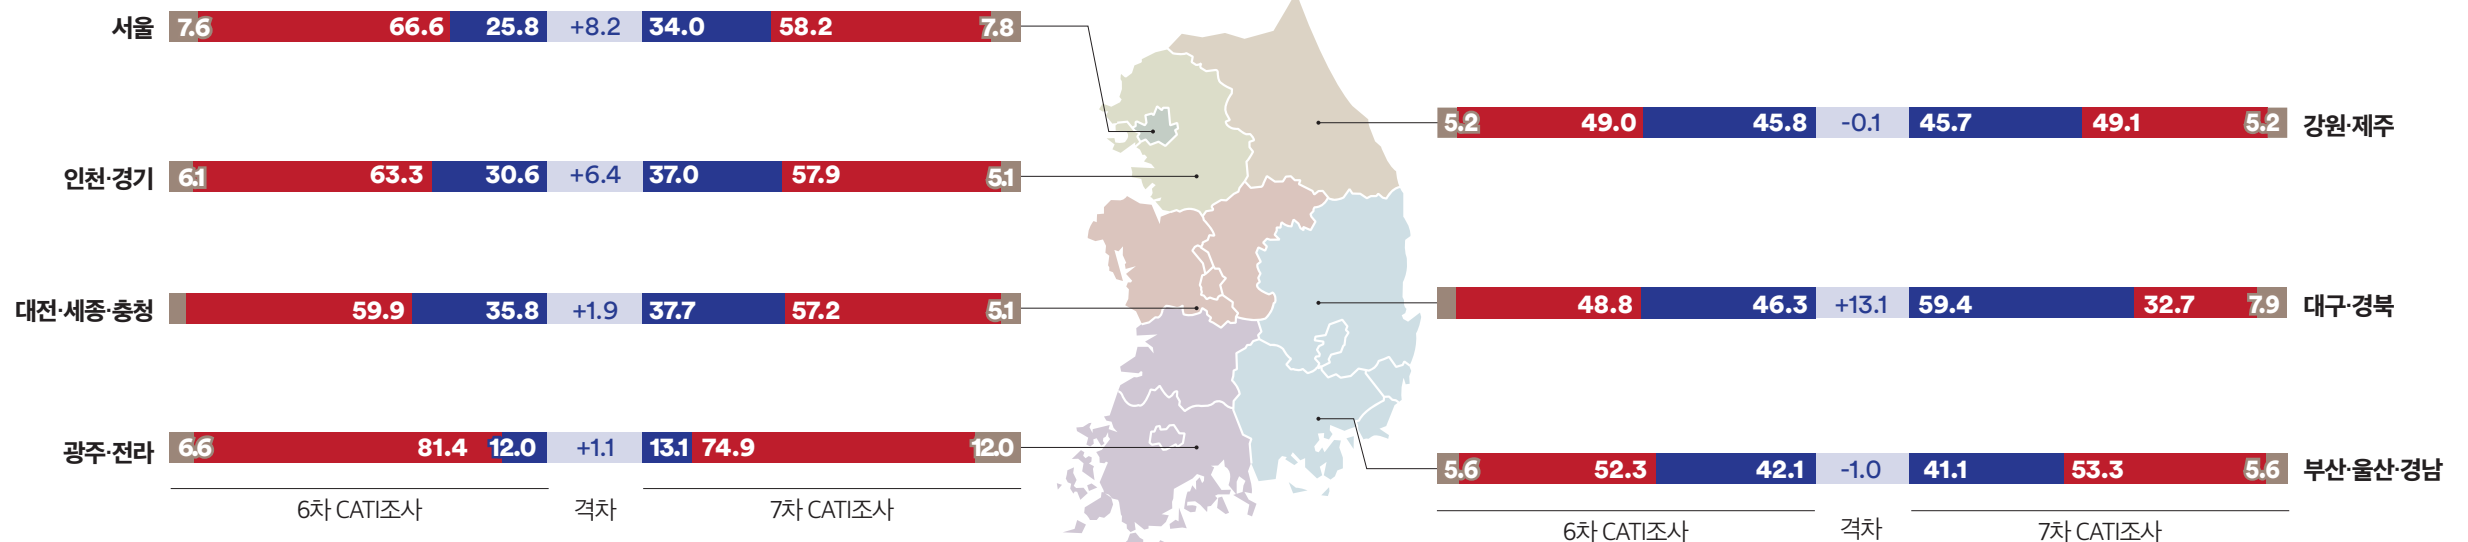 서울 7.6 66.6 25.8 +8.2 34.0 58.2 7.8
인천·경기 6.1 63.3 30.6 +6.4 37.0 57.9 5.1
대전·세종·충청 59.9 35.8 +1.9 37.7 57.2 5.1
광주·전라 6.6 81.4 12.0 +1.1 13.1 74.9 12.0
6차 CATI조사 격차 7차 CATI조사
5.2 49.0 45.8 -0.1 45.7 49.1 5.2 강원·제주
48.8 46.3 +13.1 59.4 32.7 7.9 대구·경북
5.6 52.3 42.1 -1.0 41.1 53.3 5.6 부산·울산·경남
6차 CATI조사 격차 7차 CATI조사